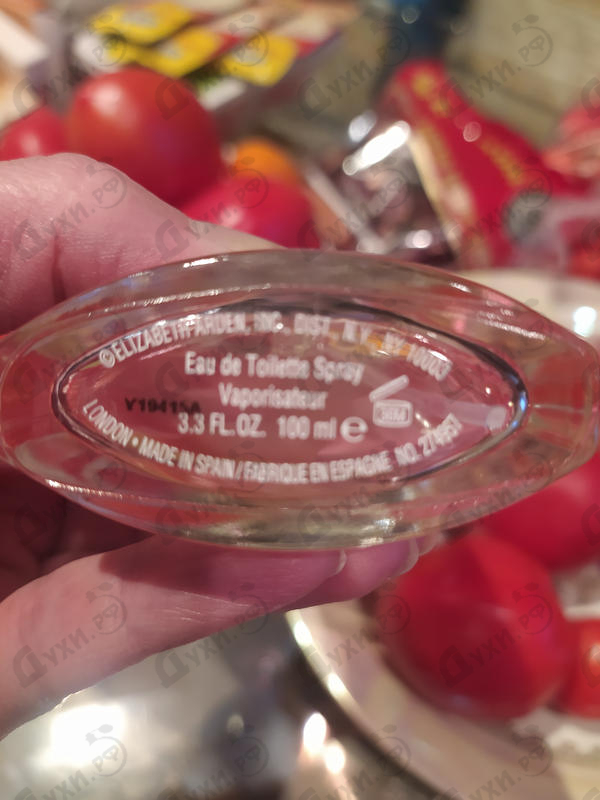 ©ELIZABETH ARDEN, INC. DIST. N.Y., NY 10003
Eau de Toilette Spray
Vaporisateur
V19415A
3.3 FL.OZ. 100 ml e
36M
LONDON • MADE IN SPAIN/FABRIQUE EN ESPAGNE NO.
Духи.РФ